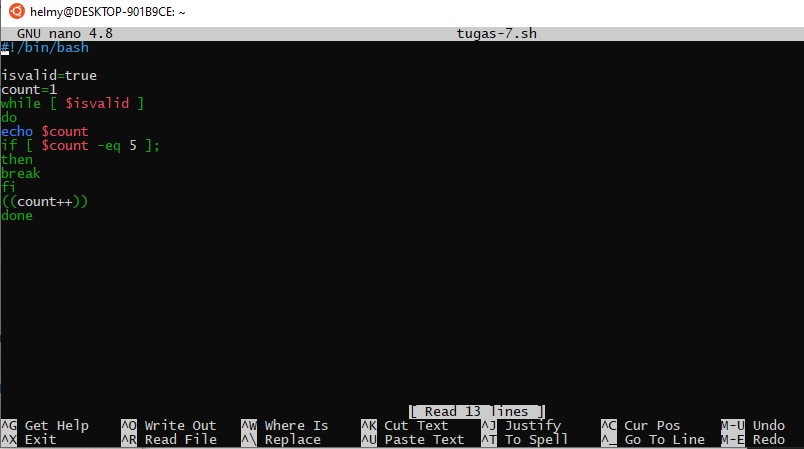 helmy@DESKTOP-901B9CE: ~
GNU nano 4.8 tugas-7.sh
#!/bin/bash
isvalid=true
count=1
while [ $isvalid ]
do
echo $count
if [ $count -eq 5 ];
then
break
fi
((count++))
done
[ Read 13 lines ]
^G Get Help ^O Write Out ^W Where Is ^K Cut Text ^J Justify ^C Cur Pos M-U Undo
^X Exit ^R Read File ^\ Replace ^U Paste Text ^T To Spell ^_ Go To Line M-E Redo